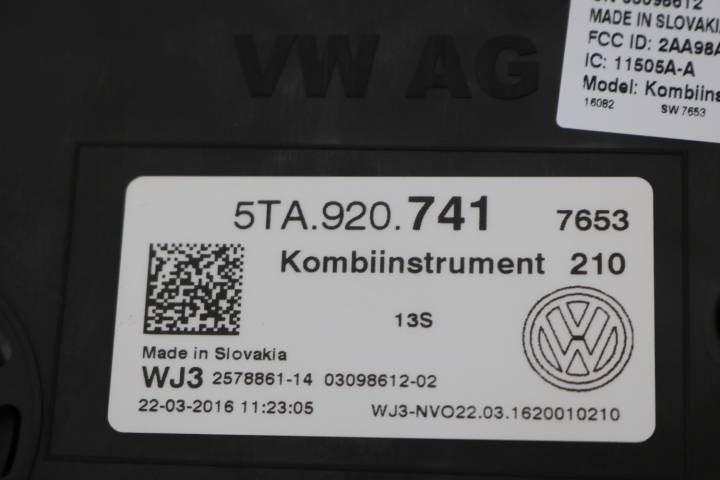 VW AG
MADE IN SLOVAKI
FCC ID: 2AA98A
IC: 11505A-A
Model: Kombiins
16082 SW 7653
5TA.920.741 7653
Kombiinstrument 210
13S
Made in Slovakia
WJ3 2578861-14 03098612-02
22-03-2016 11:23:05 WJ3-NVO22.03.1620010210